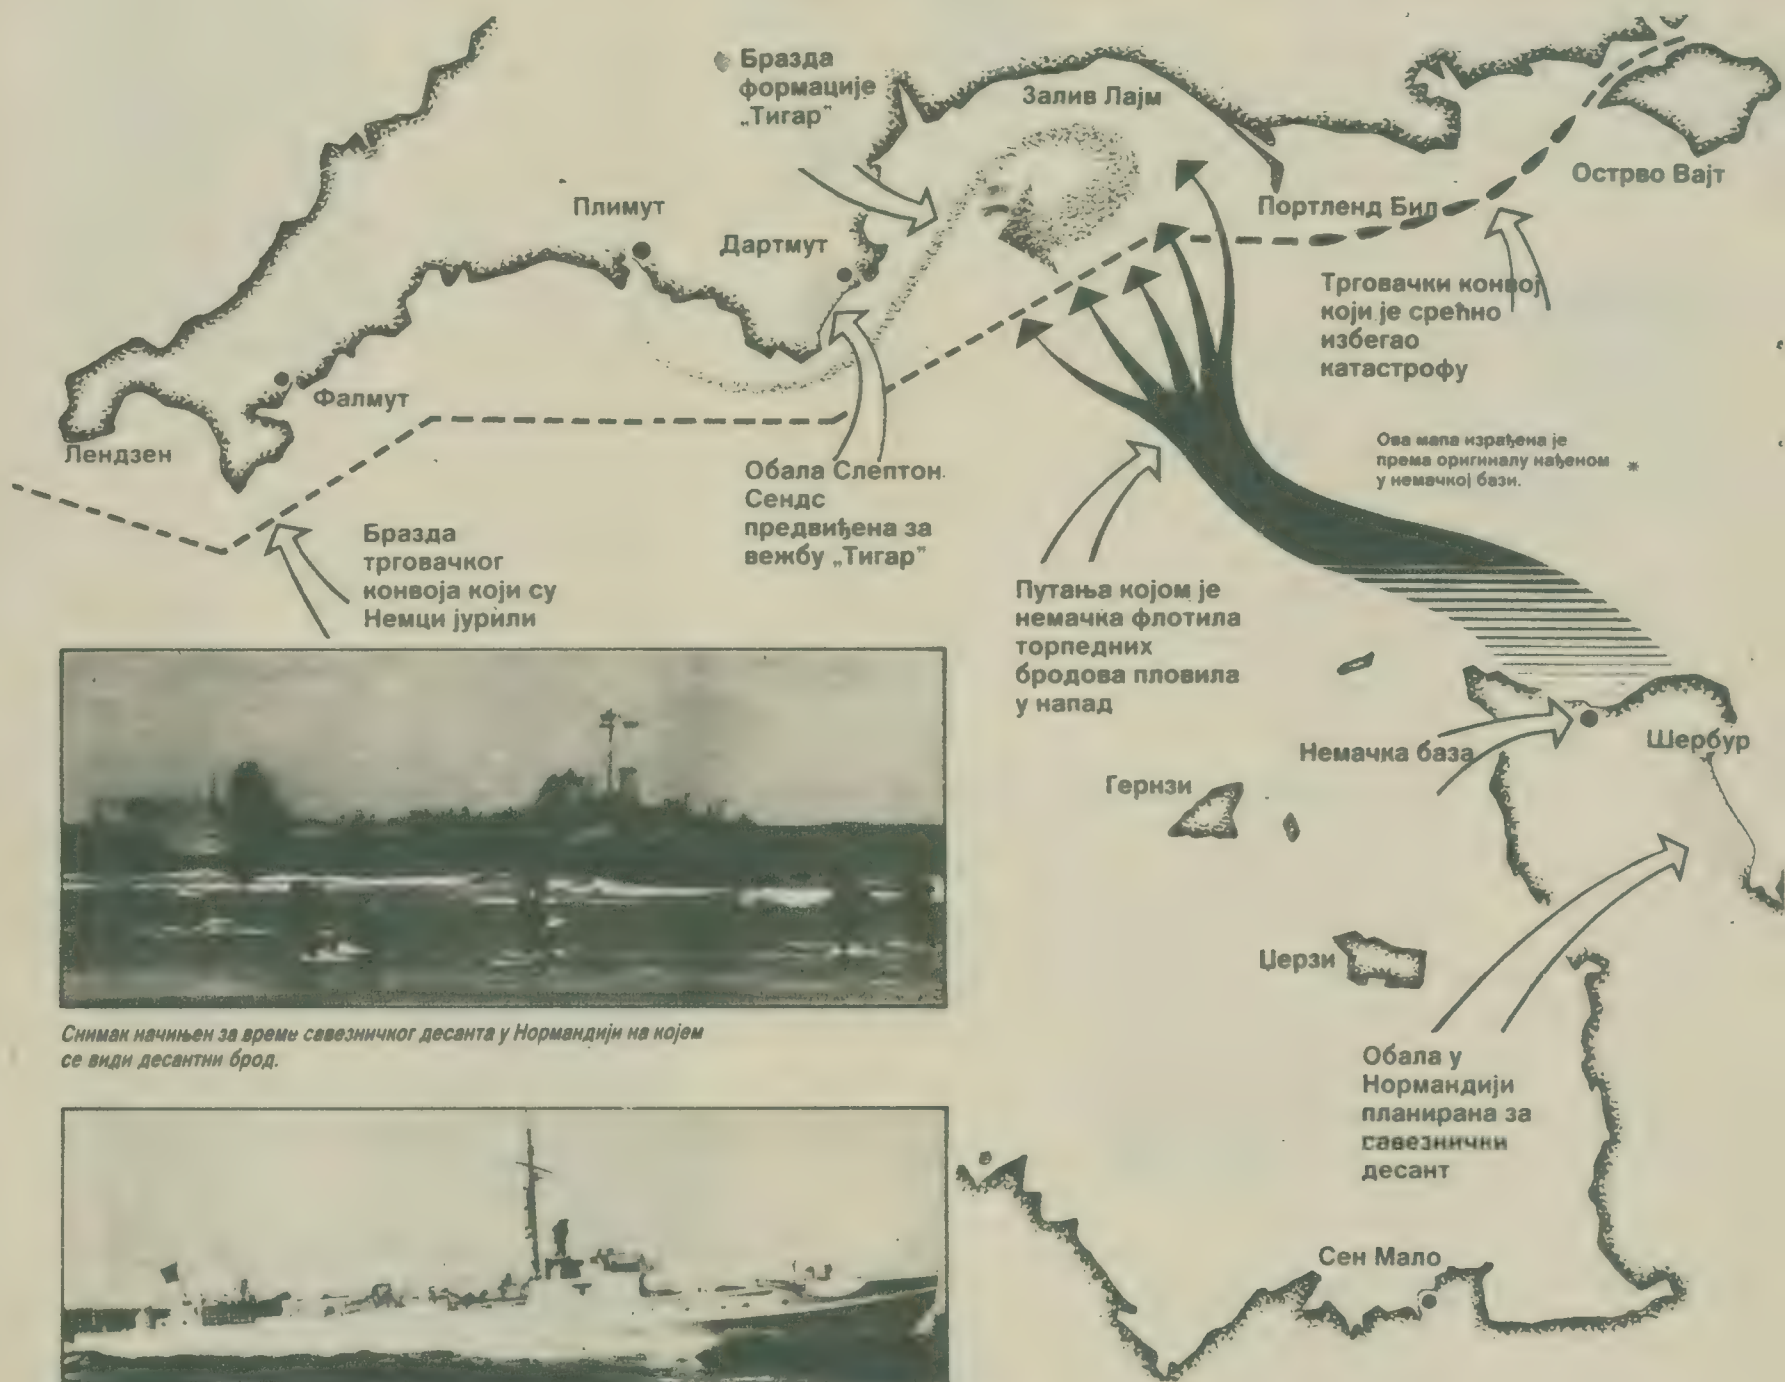 Бразда
формације
„Тигар”
Залив Лајм
Острво Вајт
Портленд Бил
Плимут
Дартмут
Трговачки конвој
који је срећно
избегао
катастрофу
Фалмут
Лендзен
Ова мапа израђена је
према оригиналу нађеном *
у немачкој бази.
Обала Слептон
Сендс
предвиђена за
вежбу „Тигар”
Бразда
трговачког
конвоја који су
Немци јурили
Путања којом је
немачка флотила
торпедних
бродова пловила
у напад
Немачка база
Шербур
Гернзи
Џерзи
Снимак начињен за време савезничког десанта у Нормандији на којем
се види десантни брод.
Обала у
Нормандији
планирана за
савезнички
десант
Сен Мало